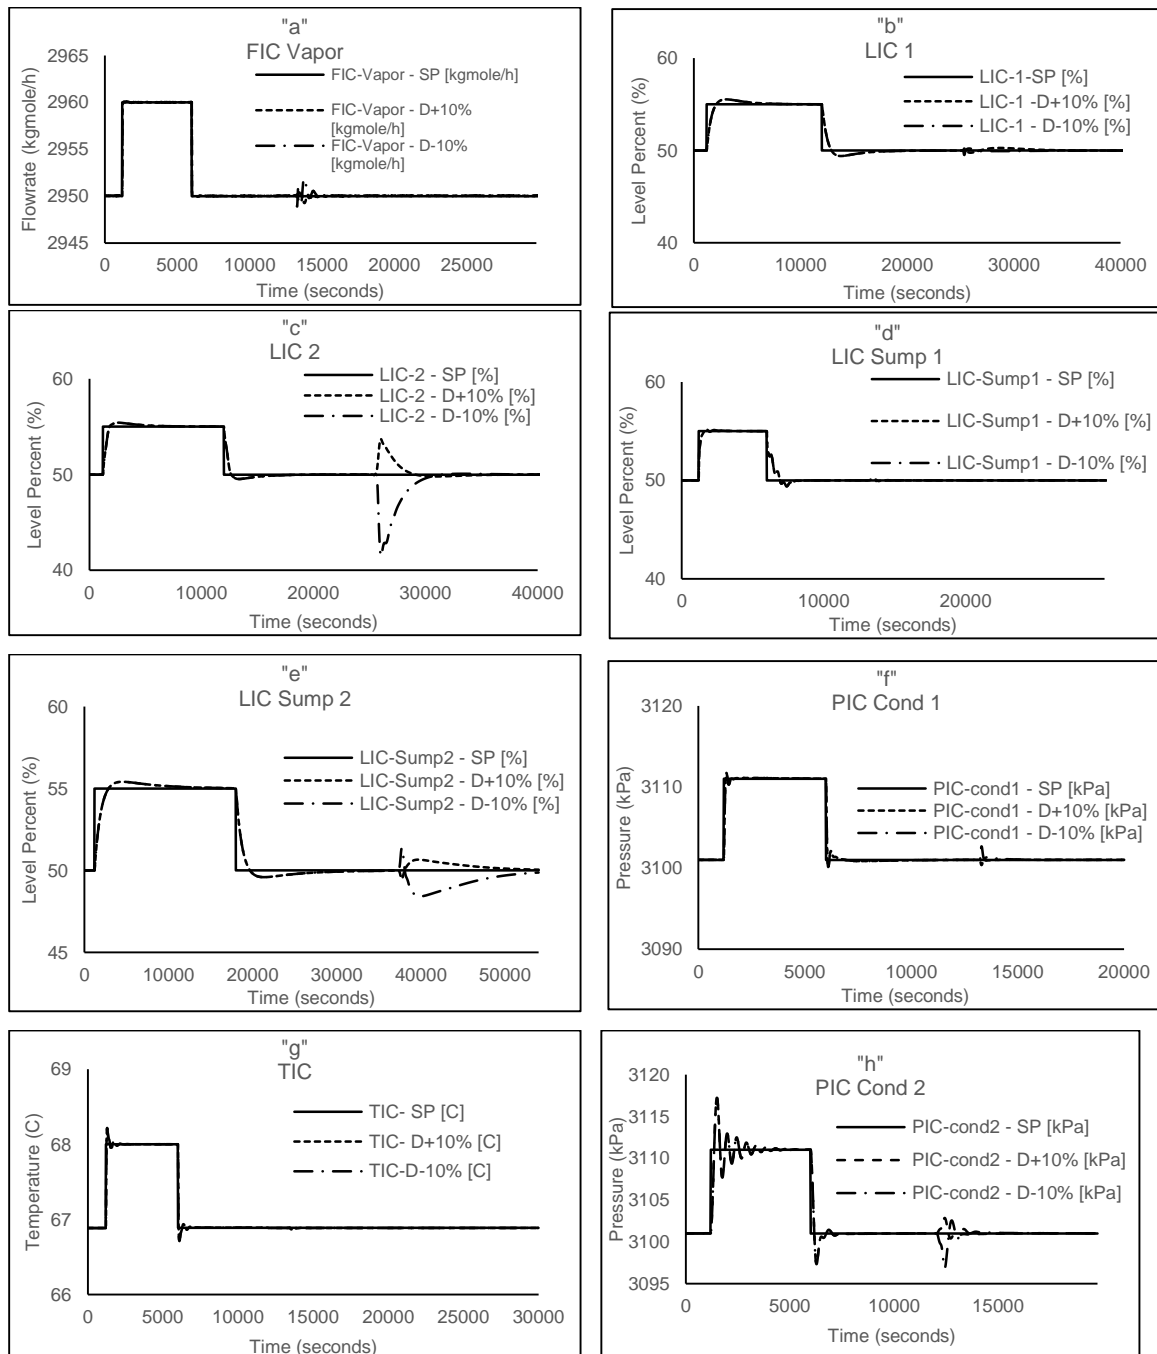 "a"
FIC Vapor
2965
2960
2955
2950
2945
Flowrate (kgmole/h)
FIC-Vapor - SP [kgmole/h]
FIC-Vapor - D+10%
[kgmole/h]
FIC-Vapor - D-10%
[kgmole/h]
0 5000 10000 15000 20000 25000
Time (seconds)
"b"
LIC 1
60
50
40
Level Percent (%)
LIC-1-SP [%]
LIC-1 -D+10% [%]
LIC-1 - D-10% [%]
0 10000 20000 30000 40000
Time (seconds)
"c"
LIC 2
60
50
40
Level Percent (%)
LIC-2 - SP [%]
LIC-2 - D+10% [%]
LIC-2 - D-10% [%]
0 10000 20000 30000 40000
Time (seconds)
"d"
LIC Sump 1
60
50
40
Level Percent (%)
LIC-Sump1 - SP [%]
LIC-Sump1 - D+10% [%]
LIC-Sump1 - D-10% [%]
0 10000 20000
Time (seconds)
"e"
LIC Sump 2
60
55
50
45
Level Percent (%)
LIC-Sump2 - SP [%]
LIC-Sump2 - D+10% [%]
LIC-Sump2 - D-10% [%]
0 10000 20000 30000 40000 50000
Time (seconds)
"f"
PIC Cond 1
3120
3110
3100
3090
Pressure (kPa)
PIC-cond1 - SP [kPa]
PIC-cond1 - D+10% [kPa]
PIC-cond1 - D-10% [kPa]
0 5000 10000 15000 20000
Time (seconds)
"g"
TIC
69
68
67
66
Temperature (C)
TIC- SP [C]
TIC- D+10% [C]
TIC-D-10% [C]
0 5000 10000 15000 20000 25000 30000
Time (seconds)
"h"
PIC Cond 2
3120
3115
3110
3105
3100
3095
Pressure (kPa)
PIC-cond2 - SP [kPa]
PIC-cond2 - D+10% [kPa]
PIC-cond2 - D-10% [kPa]
0 5000 10000 15000
Time (seconds)